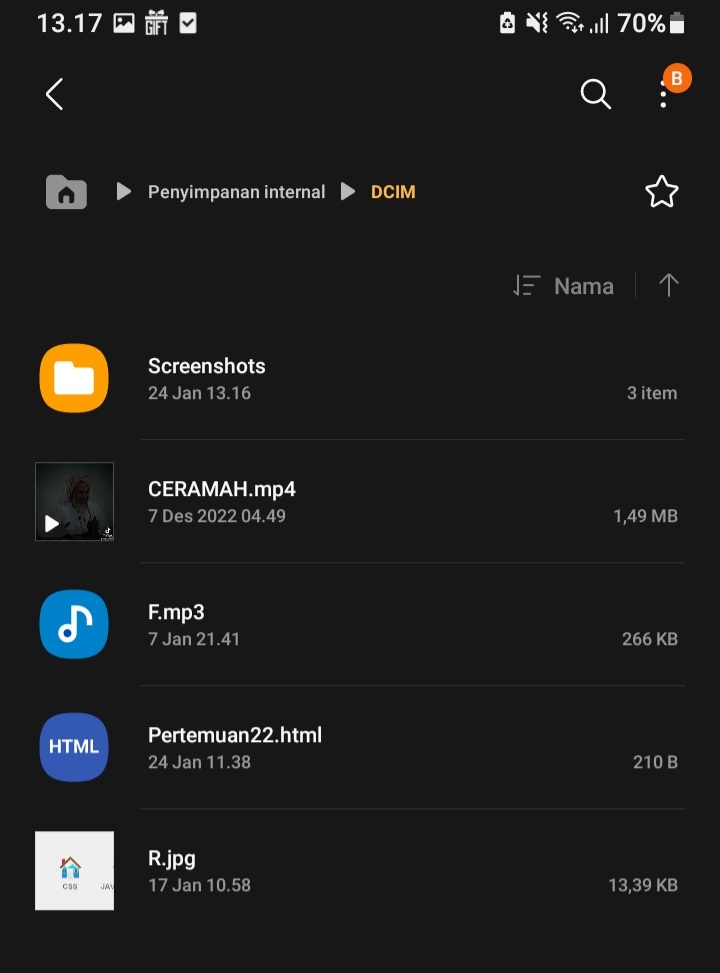 13.17 GIFT 70%
B
Penyimpanan internal DCIM
Nama
Screenshots
24 Jan 13.16 3 item
CERAMAH.mp4
7 Des 2022 04.49 1,49 MB
F.mp3
7 Jan 21.41 266 KB
HTML
Pertemuan22.html
24 Jan 11.38 210 B
R.jpg
17 Jan 10.58 13,39 KB
CSS JAV